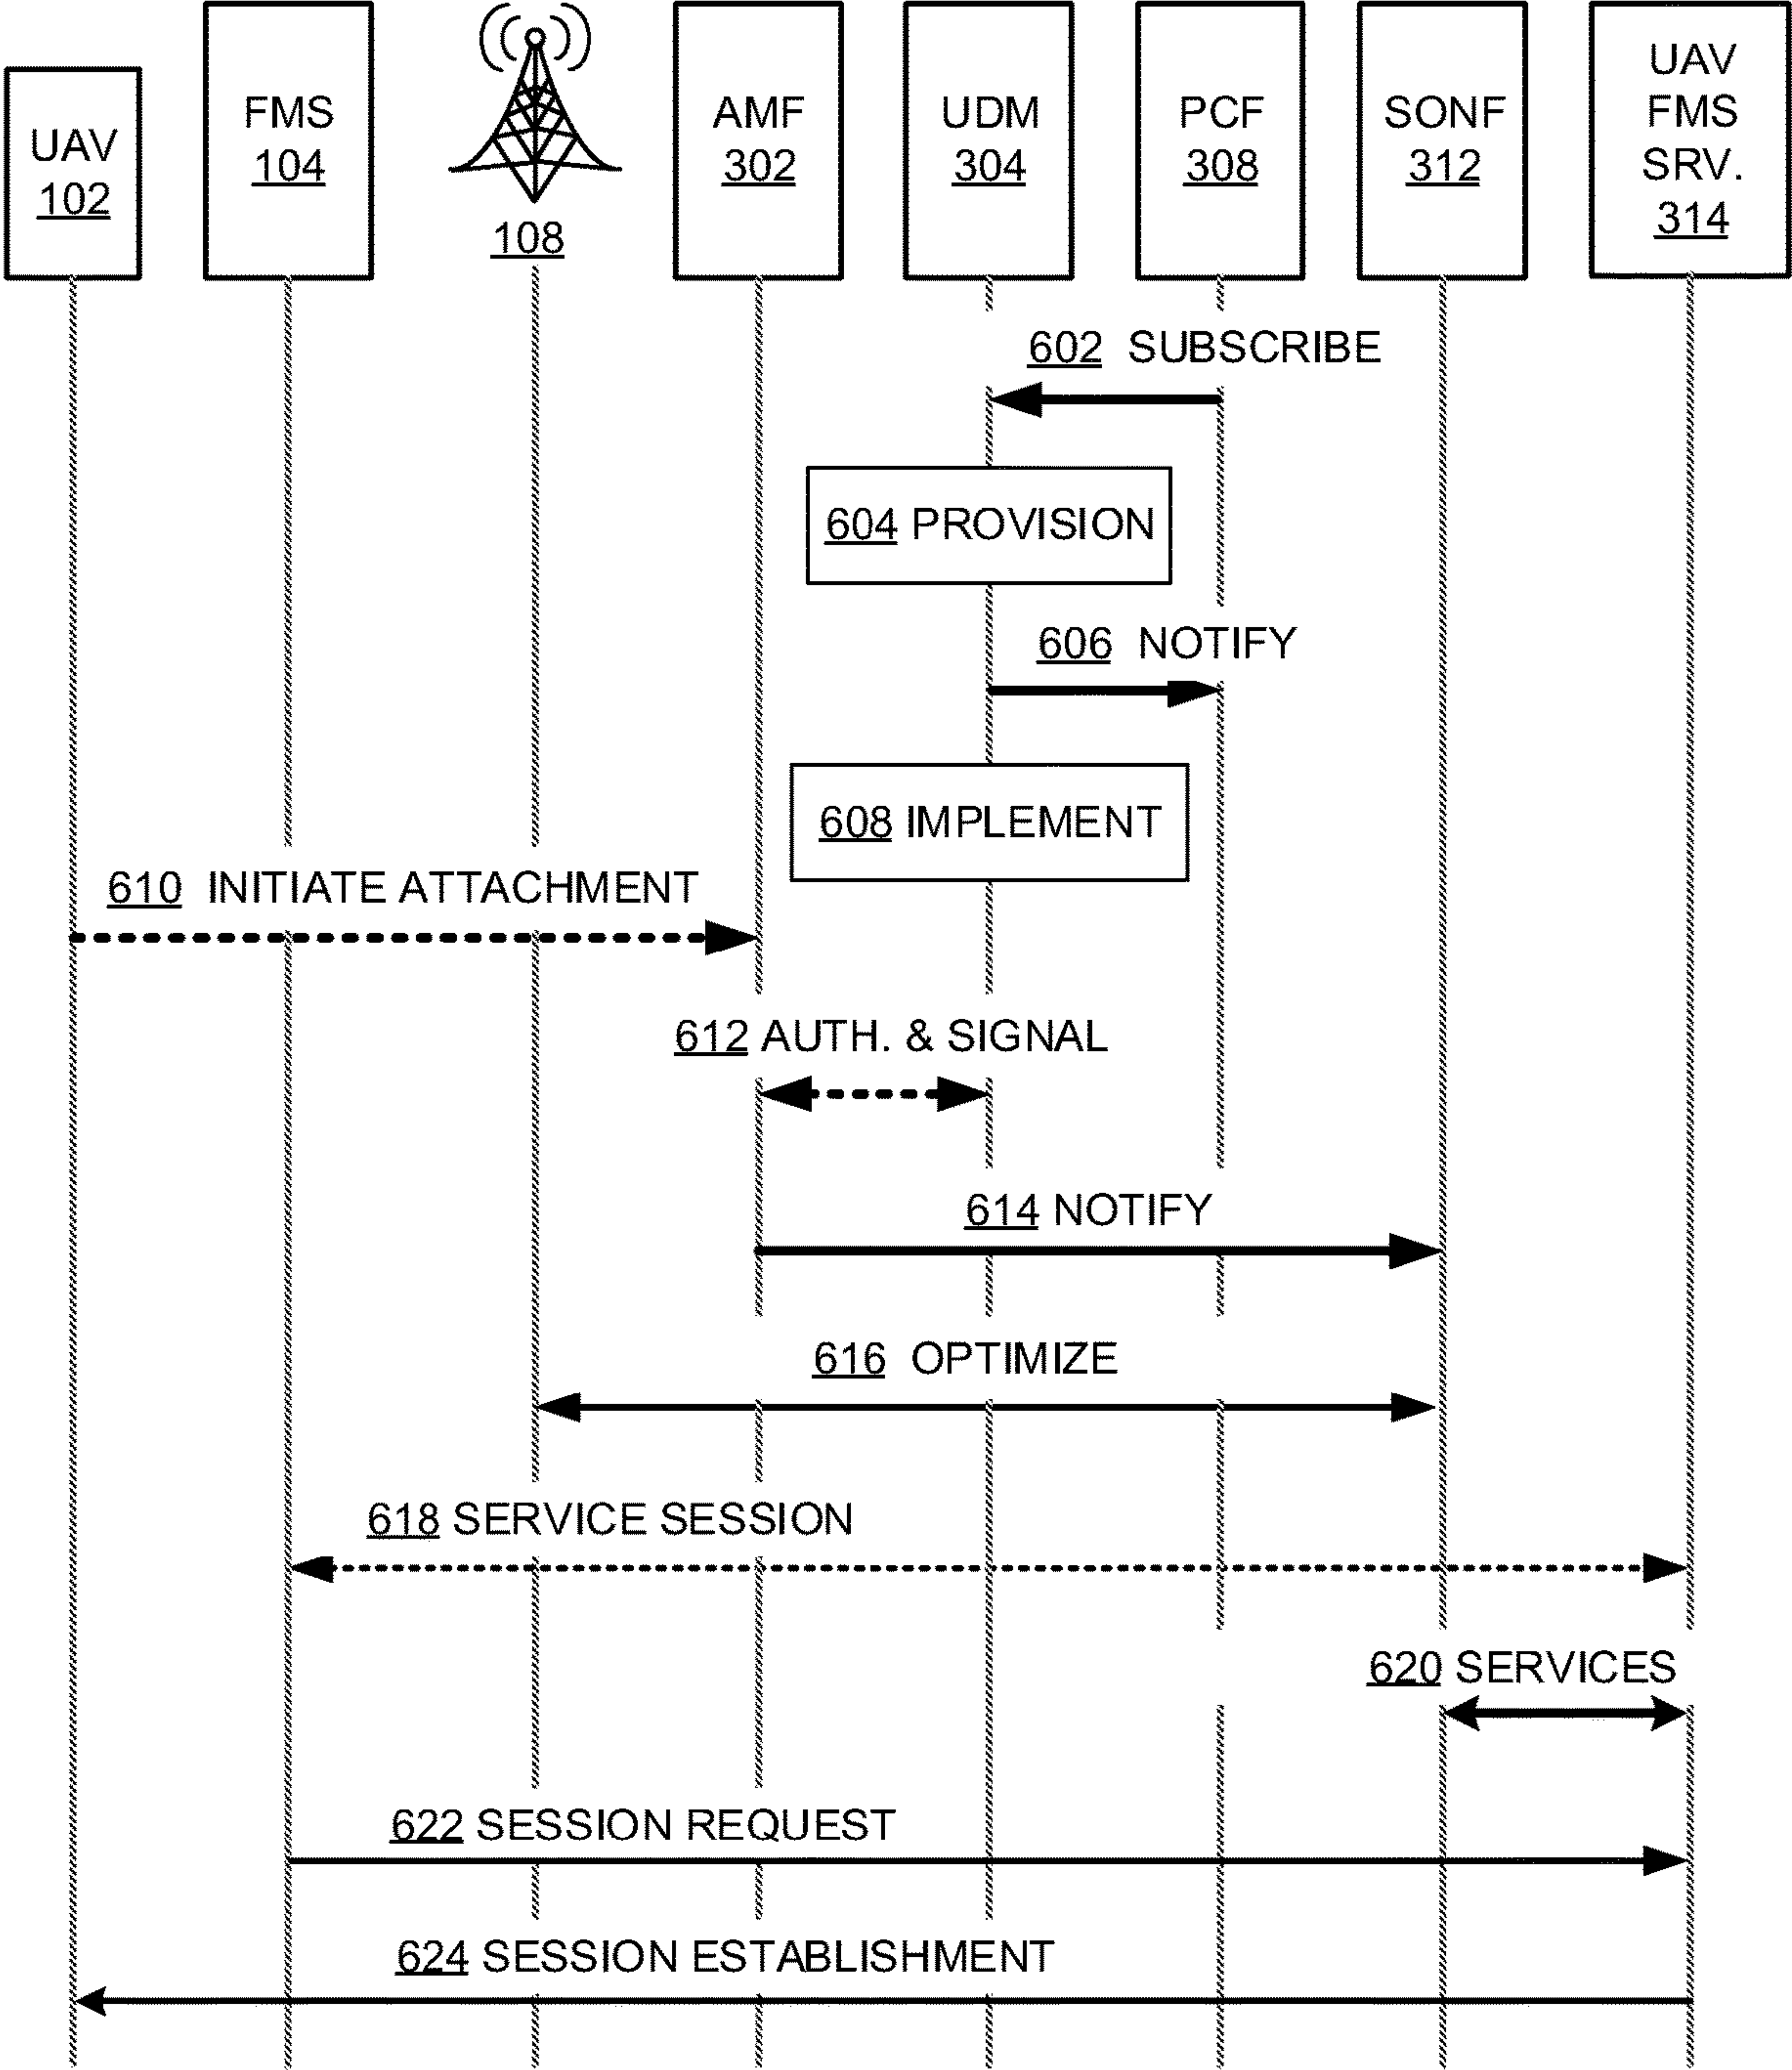 UAV
102
FMS
104
108
AMF
302
UDM
304
PCF
308
SONF
312
UAV
FMS
SRV.
314
602 SUBSCRIBE
604 PROVISION
606 NOTIFY
608 IMPLEMENT
610 INITIATE ATTACHMENT
612 AUTH. & SIGNAL
614 NOTIFY
616 OPTIMIZE
618 SERVICE SESSION
620 SERVICES
622 SESSION REQUEST
624 SESSION ESTABLISHMENT